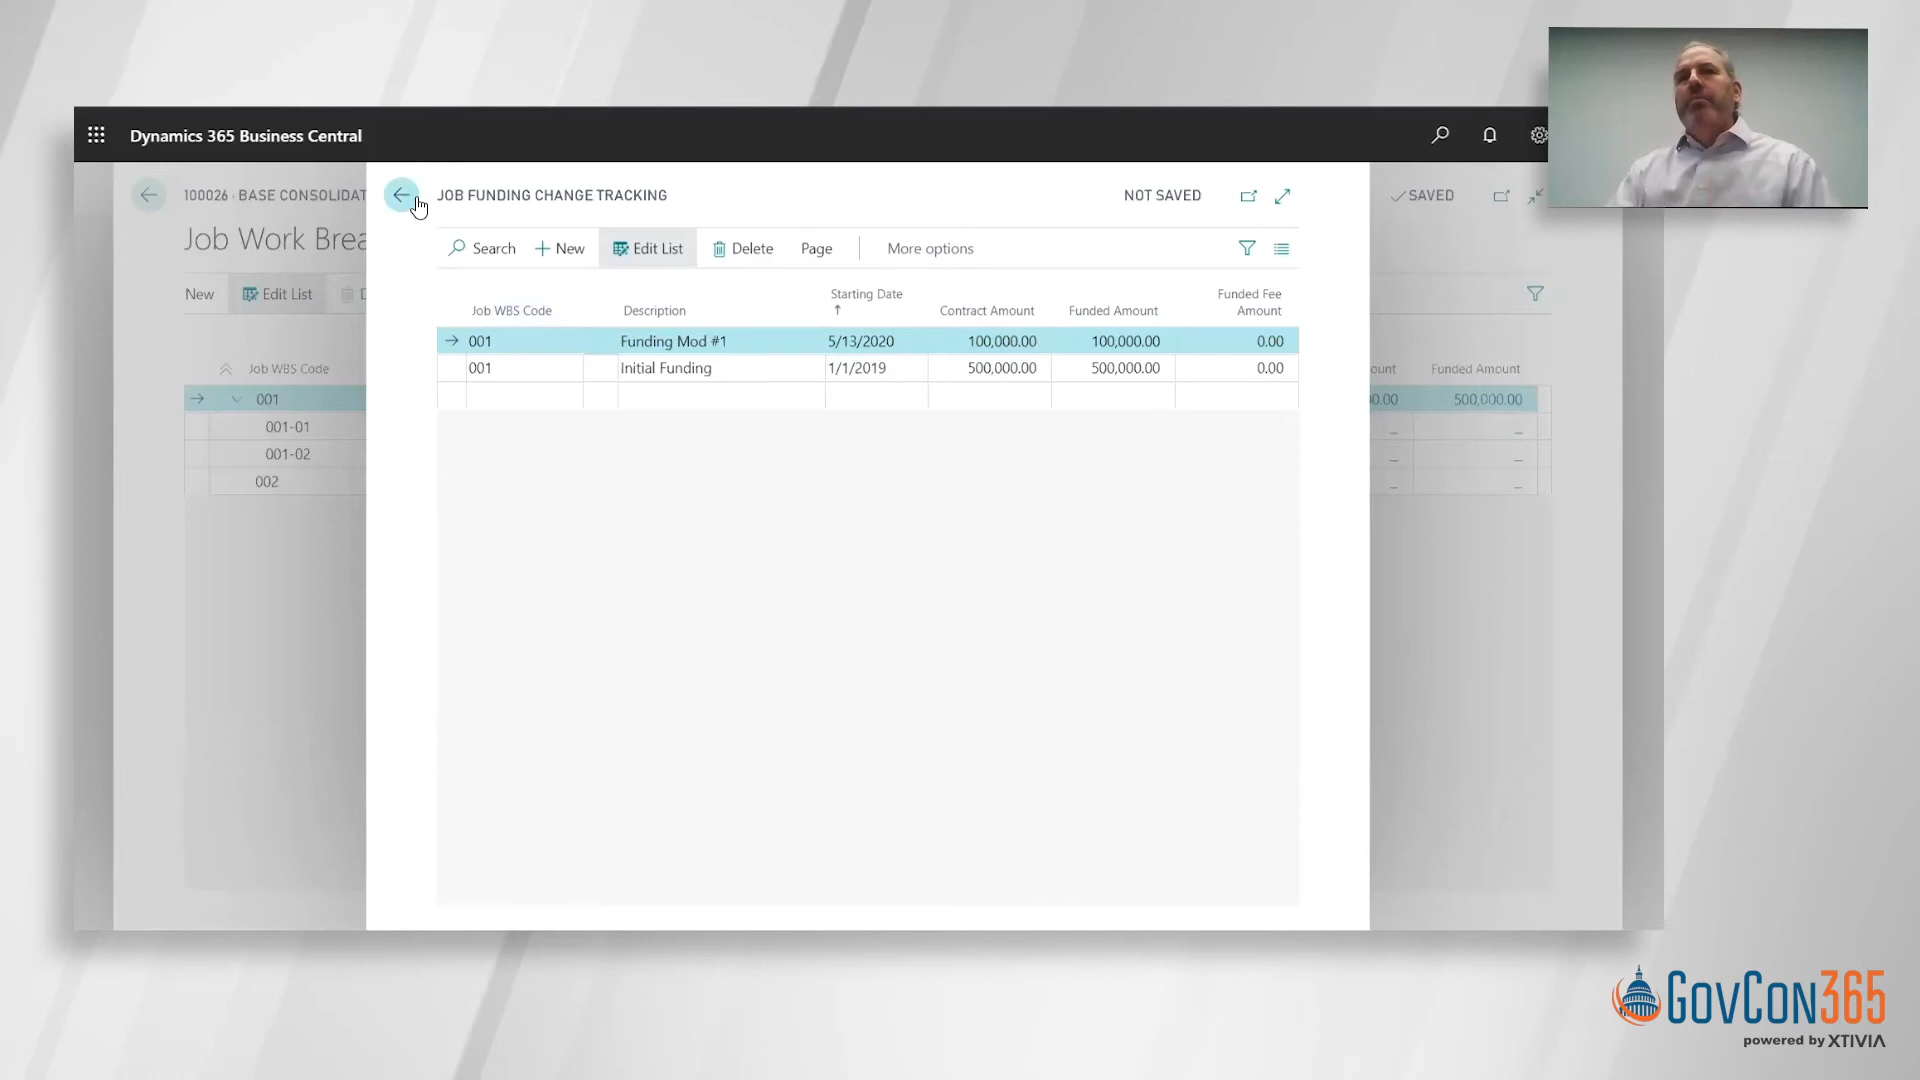 Dynamics 365 Business Central
100026 · BASE CONSOLIDAT
JOB FUNDING CHANGE TRACKING
NOT SAVED
SAVED
Job Work Brea
Search
New
Edit List
Delete
Page
More options
New
Edit List
D
Job WBS Code
Description
Starting Date
Contract Amount
Funded Amount
Funded Fee
Amount
001
Funding Mod #1
5/13/2020
100,000.00
100,000.00
0.00
001
Initial Funding
1/1/2019
500,000.00
500,000.00
0.00
Job WBS Code
ount
Funded Amount
001
00.00
500,000.00
001-01
_
_
001-02
_
_
002
_
_
GOVCON365
powered by XTIVIA